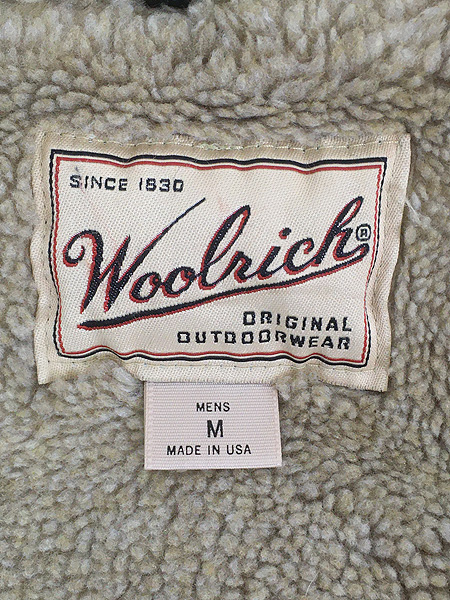 SINCE 1830
Woolrich®
ORIGINAL
OUTDOORWEAR
MENS
M
MADE IN USA